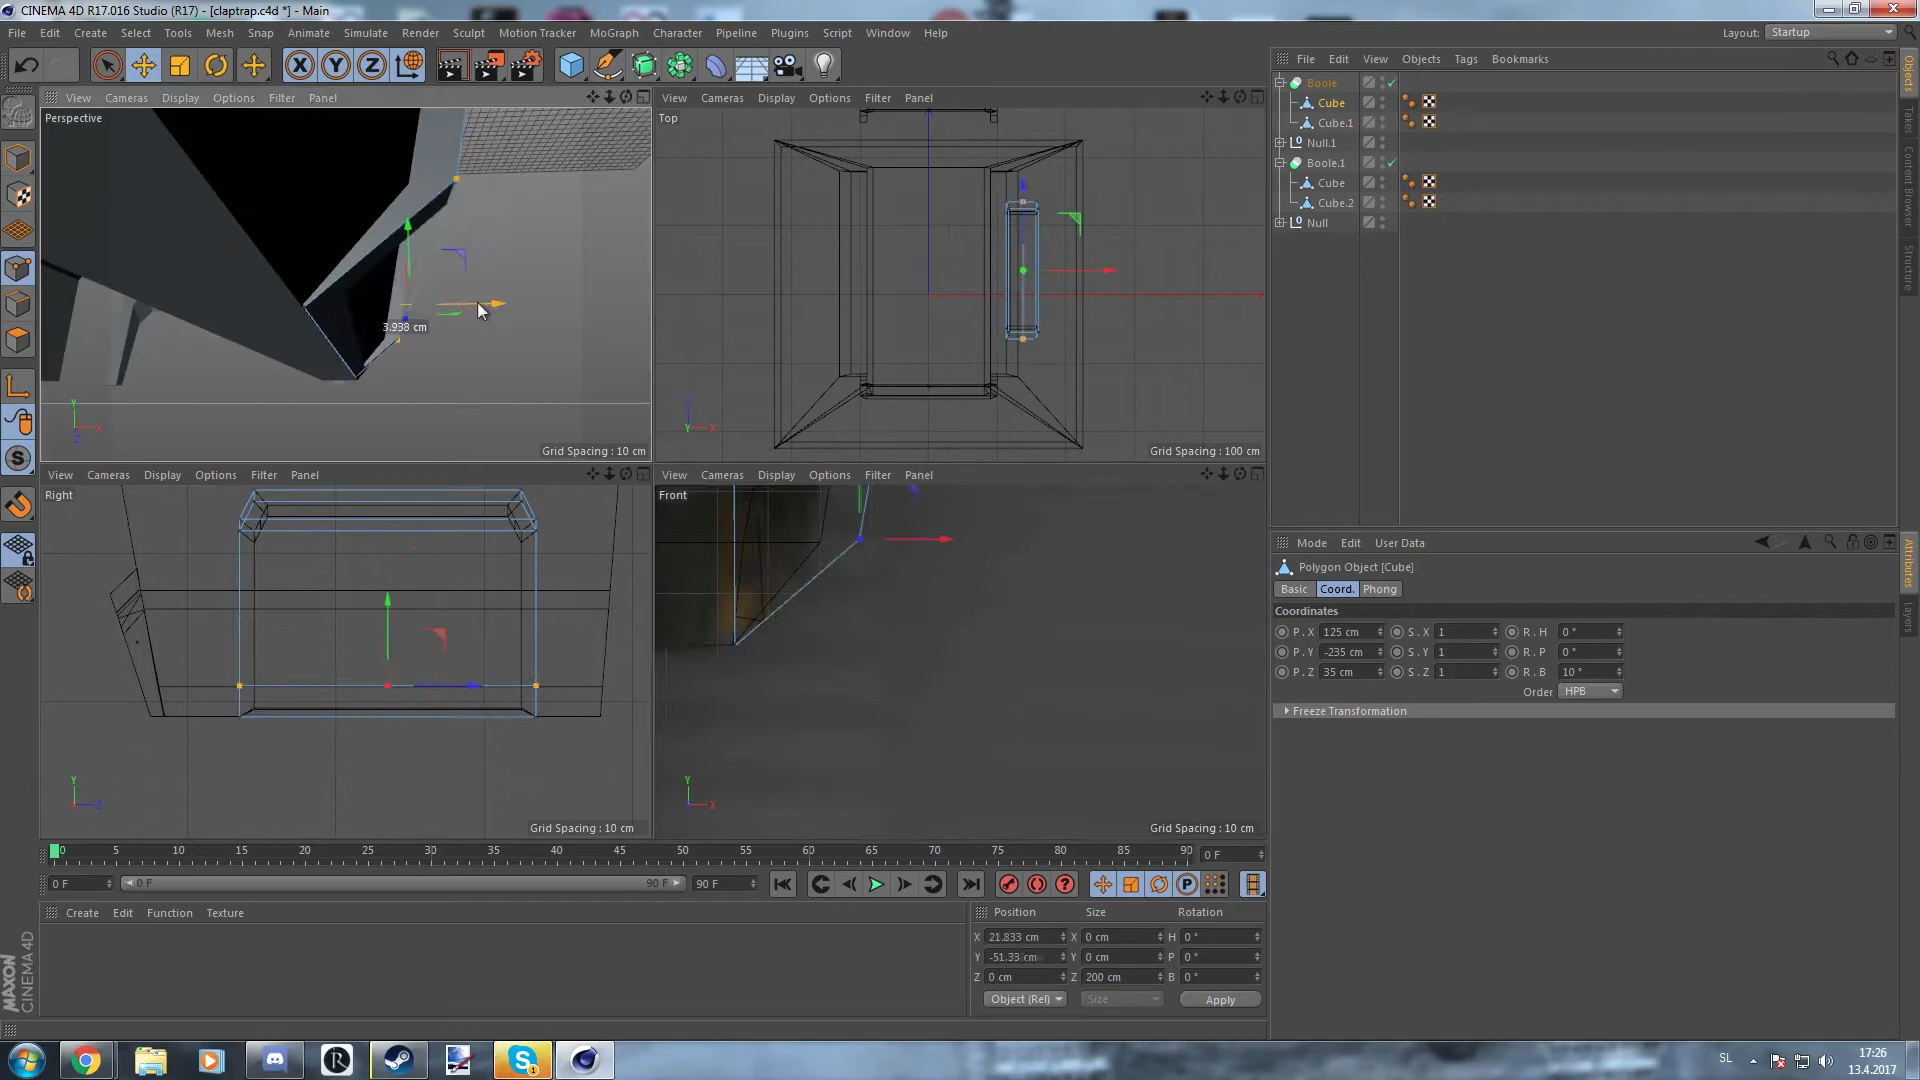 CINEMA 4D R17.016 Studio (R17) - [claptrap.c4d *] - Main
File Edit Create Select Tools Mesh Snap Animate Simulate Render Sculpt Motion Tracker MoGraph Character Pipeline Plugins Script Window Help
Layout: Startup
File Edit View Objects Tags Bookmarks
Boole
Cube
Cube.1
Null.1
Boole.1
Cube
Cube.2
Null
Objects
Takes
Content Browser
Structure
View Cameras Display Options Filter Panel
Perspective
3.938 cm
Y
X
Z
Grid Spacing : 10 cm
View Cameras Display Options Filter Panel
Top
Z
Y X
Grid Spacing : 100 cm
View Cameras Display Options Filter Panel
Right
Y
X Z
Grid Spacing : 10 cm
View Cameras Display Options Filter Panel
Front
Y
Z X
Grid Spacing : 10 cm
Mode Edit User Data
Polygon Object [Cube]
Basic Coord. Phong
Coordinates
P . X 125 cm S . X 1 R . H 0 °
P . Y -235 cm S . Y 1 R . P 0 °
P . Z 35 cm S . Z 1 R . B 10 °
Order HPB
Freeze Transformation
Attributes
Layers
0 5 10 15 20 25 30 35 40 45 50 55 60 65 70 75 80 85 90 0 F
0 F 0 F 90 F 90 F
Create Edit Function Texture
Position Size Rotation
X 21.833 cm X 0 cm H 0 °
Y -51.33 cm Y 0 cm P 0 °
Z 0 cm Z 200 cm B 0 °
Object (Rel) Size Apply
MAXON
CINEMA 4D
SL
17:26
13.4.2017